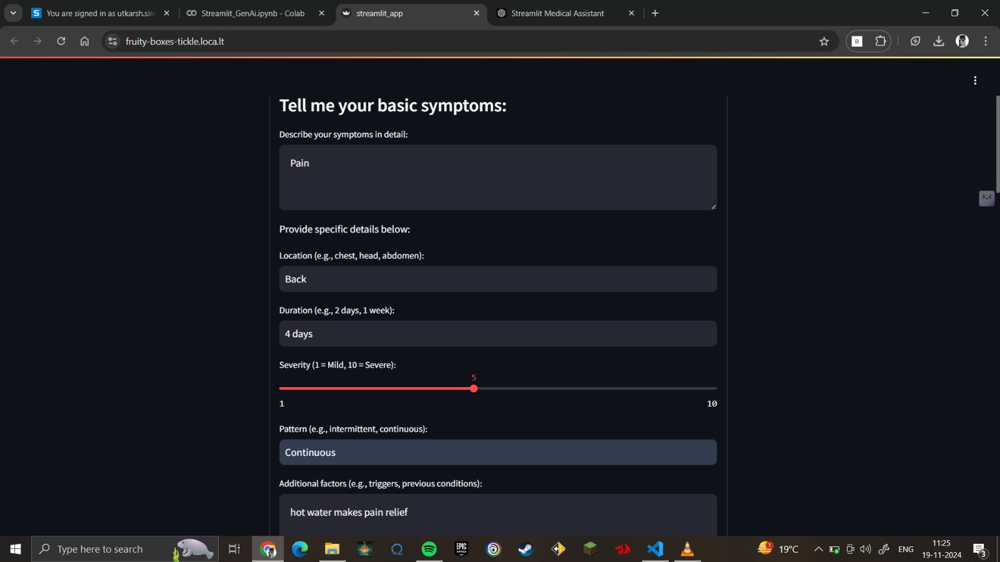 You are signed in as utkarsh.sin
Streamlit_GenAi.ipynb - Colab
streamlit_app
Streamlit Medical Assistant
fruity-boxes-tickle.loca.lt
Tell me your basic symptoms:
Describe your symptoms in detail:
Pain
Provide specific details below:
Location (e.g., chest, head, abdomen):
Back
Duration (e.g., 2 days, 1 week):
4 days
Severity (1 = Mild, 10 = Severe):
5
1 10
Pattern (e.g., intermittent, continuous):
Continuous
Additional factors (e.g., triggers, previous conditions):
hot water makes pain relief
Type here to search
EPIC
GAMES
1
19°C
ENG
11:25
19-11-2024
3